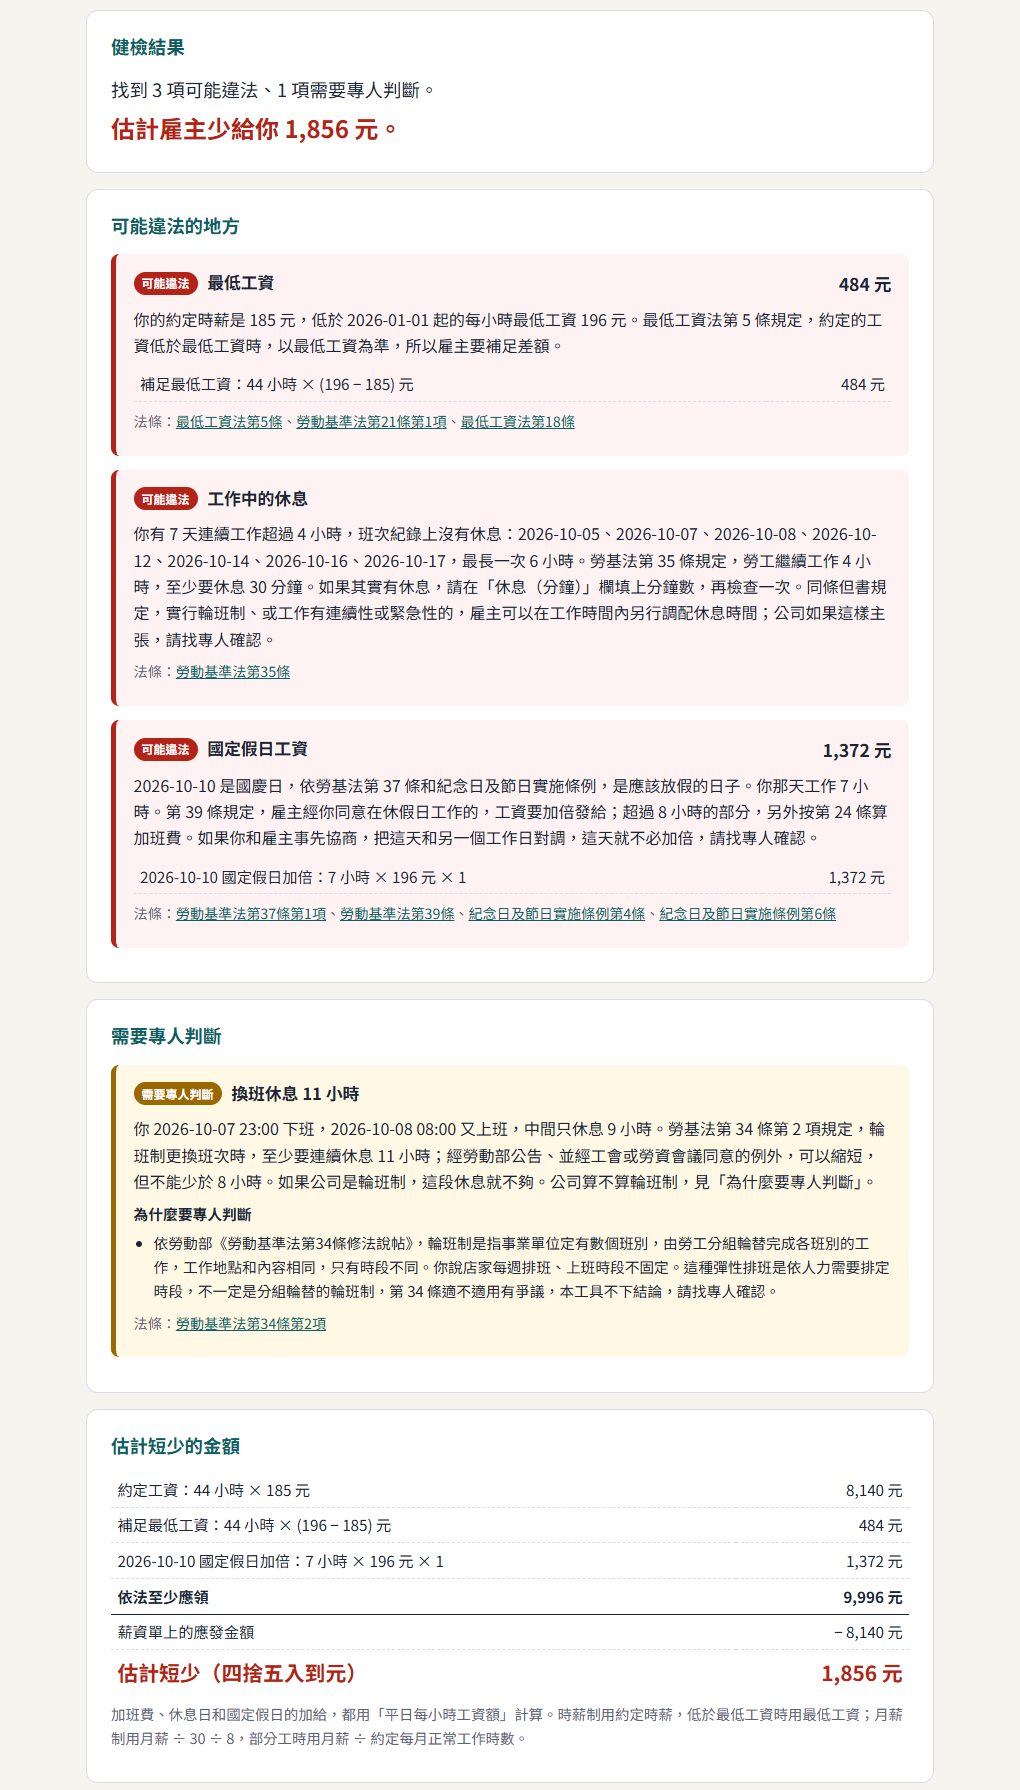 健檢結果
找到 3 項可能違法、1 項需要專人判斷。
估計雇主少給你 1,856 元。
可能違法的地方
可能違法 最低工資 484 元
你的約定時薪是 185 元，低於 2026-01-01 起的每小時最低工資 196 元。最低工資法第 5 條規定，約定的工
資低於最低工資時，以最低工資為準，所以雇主要補足差額。
補足最低工資：44 小時 × (196 − 185) 元 484 元
法條：最低工資法第5條、勞動基準法第21條第1項、最低工資法第18條
可能違法 工作中的休息
你有 7 天連續工作超過 4 小時，班次紀錄上沒有休息：2026-10-05、2026-10-07、2026-10-08、2026-10-
12、2026-10-14、2026-10-16、2026-10-17，最長一次 6 小時。勞基法第 35 條規定，勞工繼續工作 4 小
時，至少要休息 30 分鐘。如果其實有休息，請在「休息（分鐘）」欄填上分鐘數，再檢查一次。同條但書規
定，實行輪班制、或工作有連續性或緊急性的，雇主可以在工作時間內另行調配休息時間；公司如果這樣主
張，請找專人確認。
法條：勞動基準法第35條
可能違法 國定假日工資 1,372 元
2026-10-10 是國慶日，依勞基法第 37 條和紀念日及節日實施條例，是應該放假的日子。你那天工作 7 小
時。第 39 條規定，雇主經你同意在休假日工作的，工資要加倍發給；超過 8 小時的部分，另外按第 24 條算
加班費。如果你和雇主事先協商，把這天和另一個工作日對調，這天就不必加倍，請找專人確認。
2026-10-10 國定假日加倍：7 小時 × 196 元 × 1 1,372 元
法條：勞動基準法第37條第1項、勞動基準法第39條、紀念日及節日實施條例第4條、紀念日及節日實施條例第6條
需要專人判斷
需要專人判斷 換班休息 11 小時
你 2026-10-07 23:00 下班，2026-10-08 08:00 又上班，中間只休息 9 小時。勞基法第 34 條第 2 項規定，輪
班制更換班次時，至少要連續休息 11 小時；經勞動部公告、並經工會或勞資會議同意的例外，可以縮短，
但不能少於 8 小時。如果公司是輪班制，這段休息就不夠。公司算不算輪班制，見「為什麼要專人判斷」。
為什麼要專人判斷
• 依勞動部《勞動基準法第34條修法說帖》，輪班制是指事業單位定有數個班別，由勞工分組輪替完成各班別的工
作，工作地點和內容相同，只有時段不同。你說店家每週排班、上班時段不固定。這種彈性排班是依人力需要排定
時段，不一定是分組輪替的輪班制，第 34 條適不適用有爭議，本工具不下結論，請找專人確認。
法條：勞動基準法第34條第2項
估計短少的金額
約定工資：44 小時 × 185 元 8,140 元
補足最低工資：44 小時 × (196 − 185) 元 484 元
2026-10-10 國定假日加倍：7 小時 × 196 元 × 1 1,372 元
依法至少應領 9,996 元
薪資單上的應發金額 − 8,140 元
估計短少（四捨五入到元） 1,856 元
加班費、休息日和國定假日的加給，都用「平日每小時工資額」計算。時薪制用約定時薪，低於最低工資時用最低工資；月薪
制用月薪 ÷ 30 ÷ 8，部分工時用月薪 ÷ 約定每月正常工作時數。